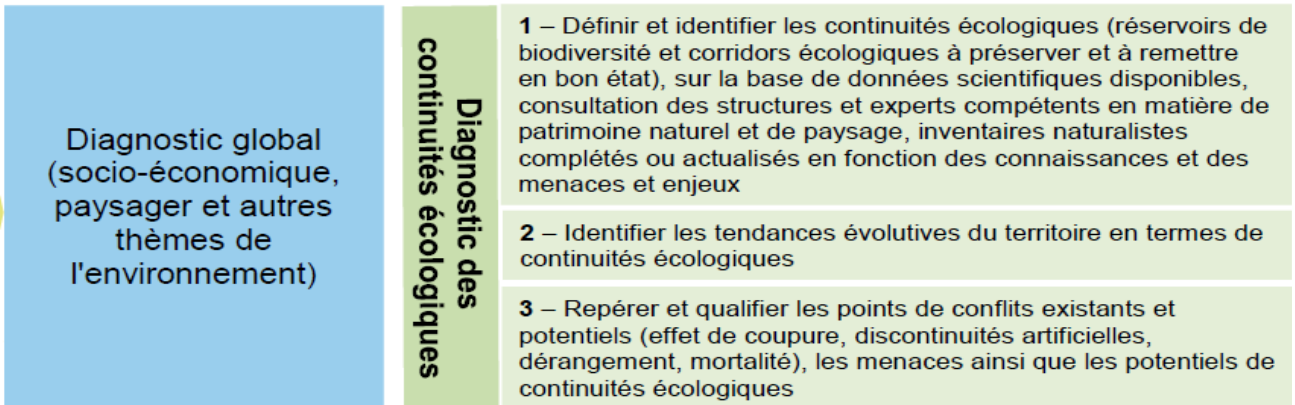 Diagnostic global
(socio-économique,
paysager et autres
thèmes de
l'environnement)
Diagnostic des
continuités écologiques
1 – Définir et identifier les continuités écologiques (réservoirs de
biodiversité et corridors écologiques à préserver et à remettre
en bon état), sur la base de données scientifiques disponibles,
consultation des structures et experts compétents en matière de
patrimoine naturel et de paysage, inventaires naturalistes
complétés ou actualisés en fonction des connaissances et des
menaces et enjeux
2 – Identifier les tendances évolutives du territoire en termes de
continuités écologiques
3 – Repérer et qualifier les points de conflits existants et
potentiels (effet de coupure, discontinuités artificielles,
dérangement, mortalité), les menaces ainsi que les potentiels de
continuités écologiques